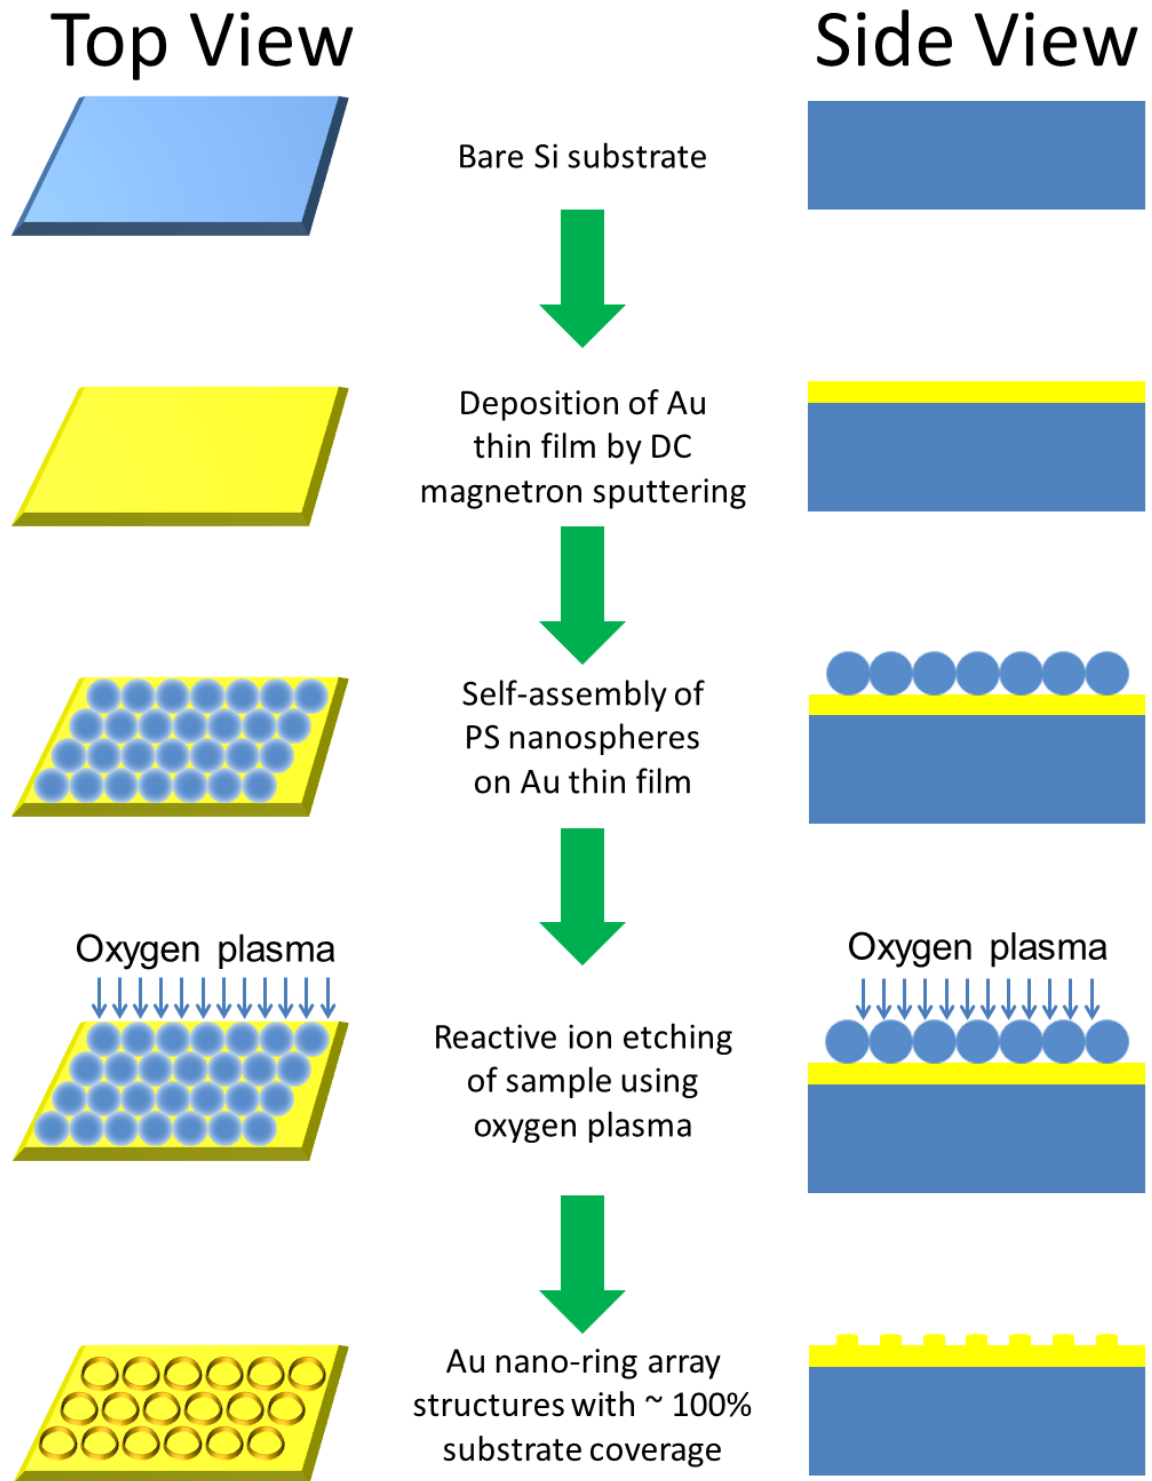 Top View
Side View
Bare Si substrate
Deposition of Au
thin film by DC
magnetron sputtering
Self-assembly of
PS nanospheres
on Au thin film
Oxygen plasma
Oxygen plasma
Reactive ion etching
of sample using
oxygen plasma
Au nano-ring array
structures with ~ 100%
substrate coverage